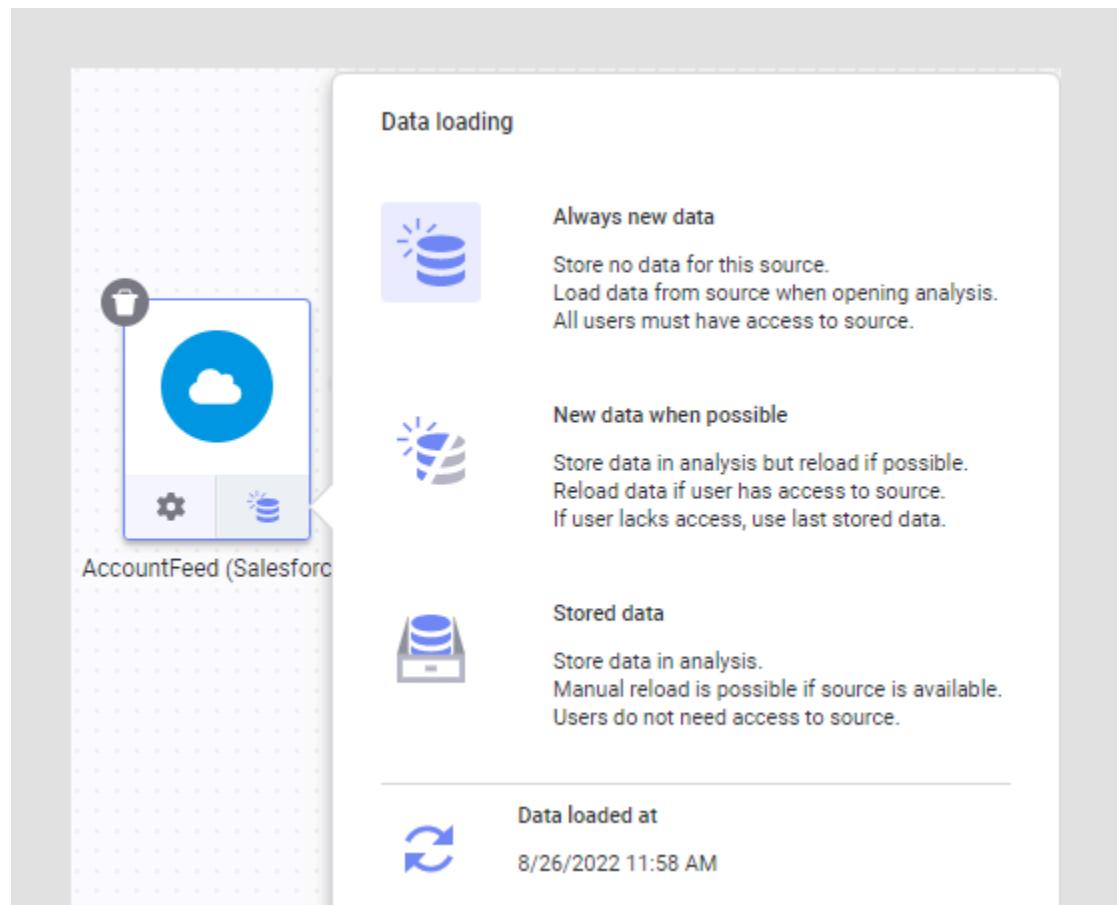 Data loading
Always new data
Store no data for this source.
Load data from source when opening analysis.
All users must have access to source.
New data when possible
Store data in analysis but reload if possible.
Reload data if user has access to source.
If user lacks access, use last stored data.
AccountFeed (Salesforc
Stored data
Store data in analysis.
Manual reload is possible if source is available.
Users do not need access to source.
Data loaded at
8/26/2022 11:58 AM